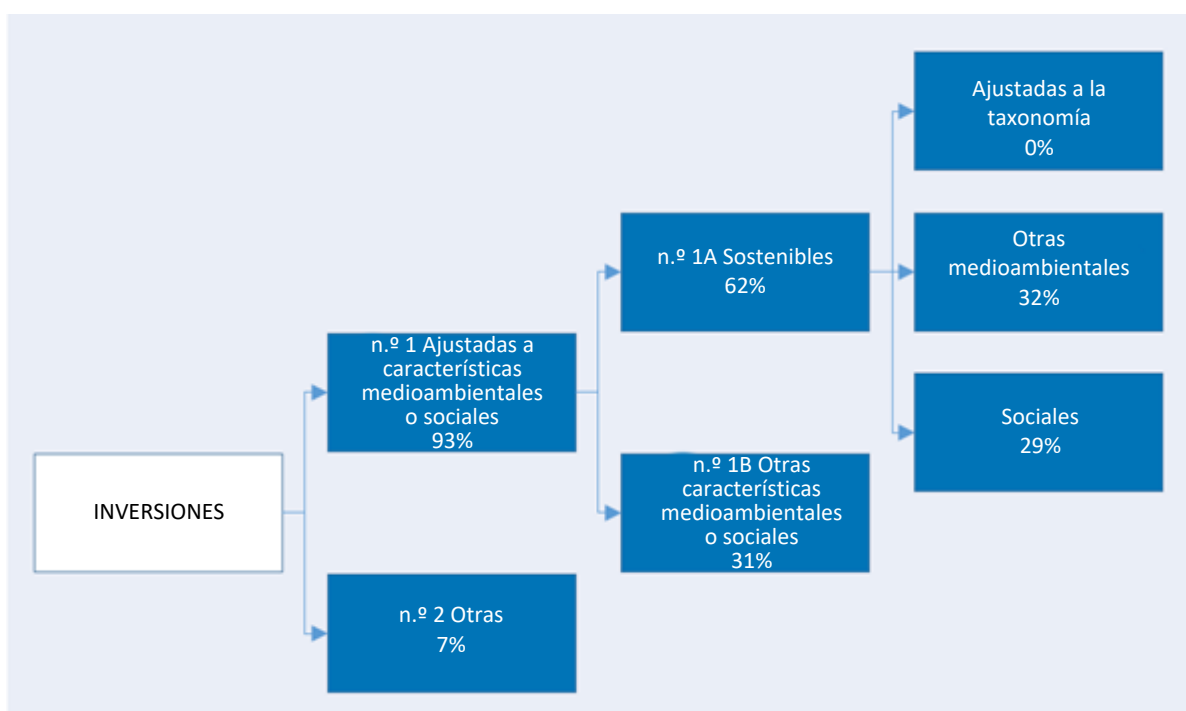 INVERSIONES
n.º 1 Ajustadas a
características
medioambientales
o sociales
93%
n.º 2 Otras
7%
n.º 1A Sostenibles
62%
n.º 1B Otras
características
medioambientales
o sociales
31%
Ajustadas a la
taxonomía
0%
Otras
medioambientales
32%
Sociales
29%